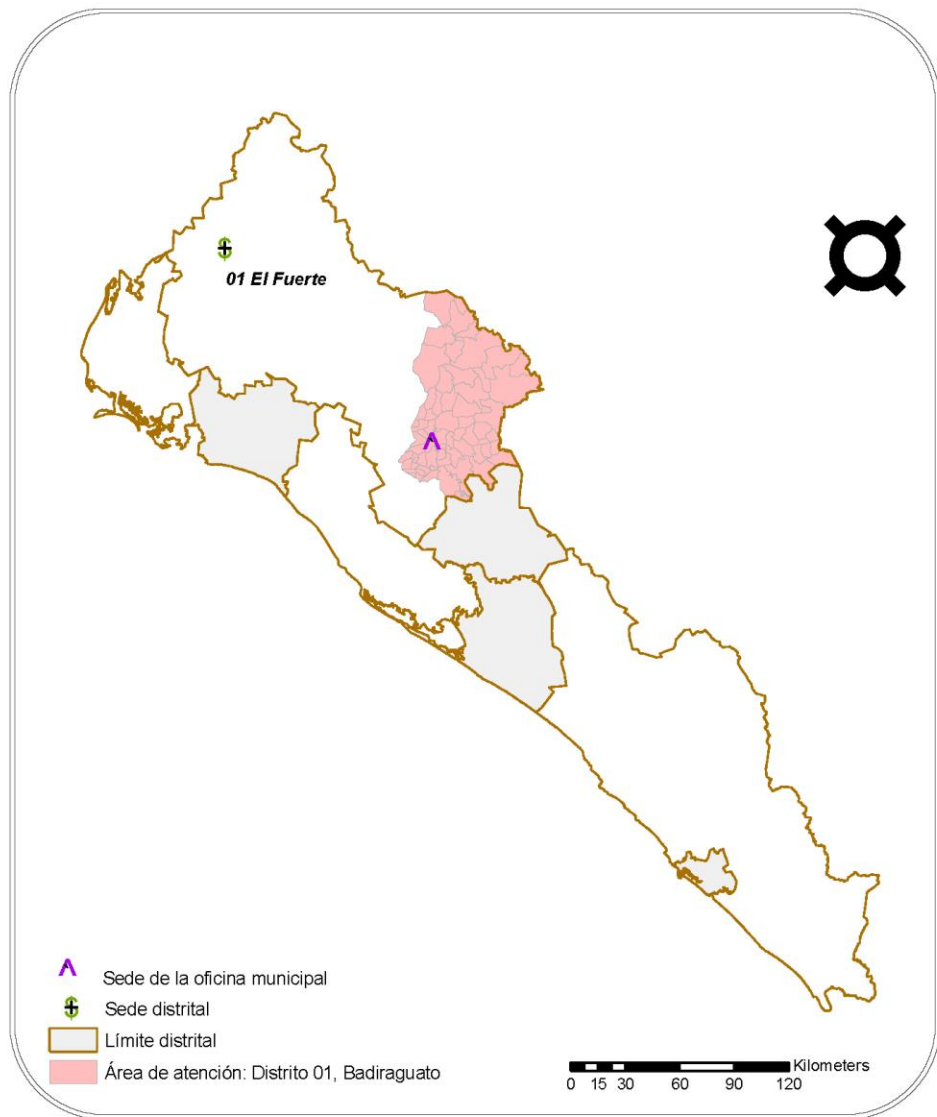 01 El Fuerte
Sede de la oficina municipal
Sede distrital
Límite distrital
Área de atención: Distrito 01, Badiraguato
Kilometers
0 15 30 60 90 120